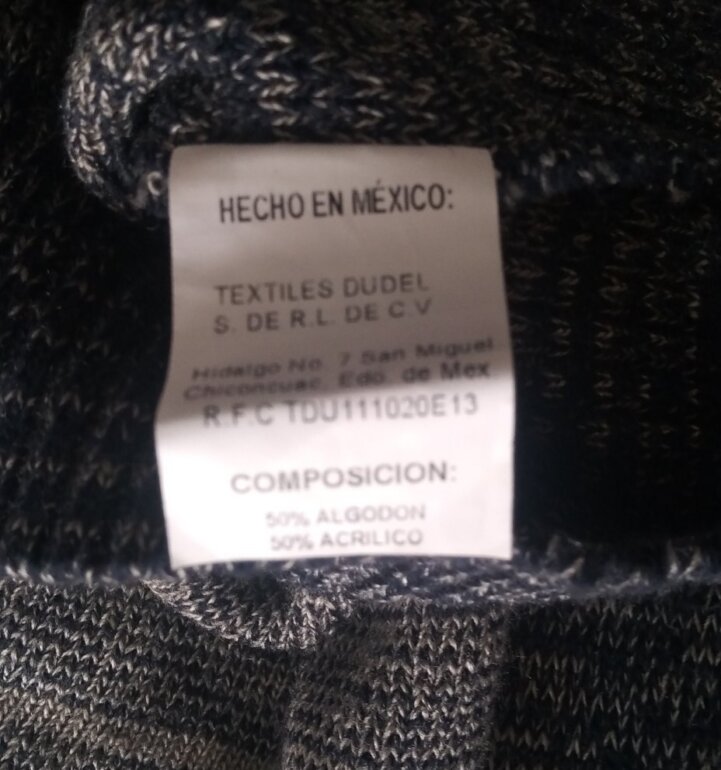 HECHO EN MÉXICO:
TEXTILES DUDEL
S. DE R.L. DE C V
Hidalgo No. 7 San Miguel
Chiconcuac, Edo. de Mex
R.F.C TDU111020E13
COMPOSICION:
50% ALGODON
50% ACRILICO